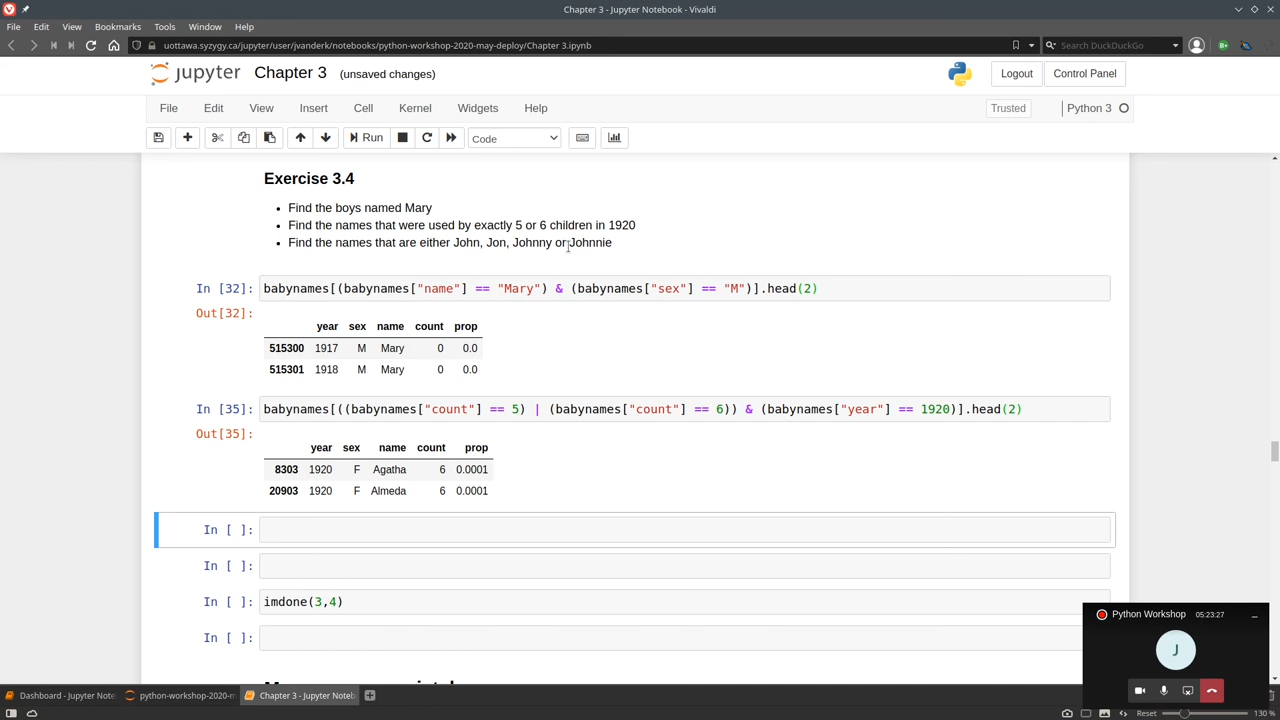 Chapter 3 - Jupyter Notebook - Vivaldi
File Edit View Bookmarks Tools Window Help
uottawa.syzygy.ca/jupyter/user/jvanderk/notebooks/python-workshop-2020-may-deploy/Chapter 3.ipynb
Search DuckDuckGo
jupyter Chapter 3 (unsaved changes)
Logout Control Panel
File Edit View Insert Cell Kernel Widgets Help
Trusted Python 3
Run Code
Exercise 3.4
• Find the boys named Mary
• Find the names that were used by exactly 5 or 6 children in 1920
• Find the names that are either John, Jon, Johnny or Johnnie
In [32]: babynames[(babynames["name"] == "Mary") & (babynames["sex"] == "M")].head(2)
Out[32]:
year sex name count prop
515300 1917 M Mary 0 0.0
515301 1918 M Mary 0 0.0
In [35]: babynames[((babynames["count"] == 5) | (babynames["count"] == 6)) & (babynames["year"] == 1920)].head(2)
Out[35]:
year sex name count prop
8303 1920 F Agatha 6 0.0001
20903 1920 F Almeda 6 0.0001
In [ ]:
In [ ]:
In [ ]: imdone(3,4)
In [ ]:
Python Workshop 05:23:27
J
Dashboard - Jupyter Note python-workshop-2020-m Chapter 3 - Jupyter Noteb
Reset 130 %